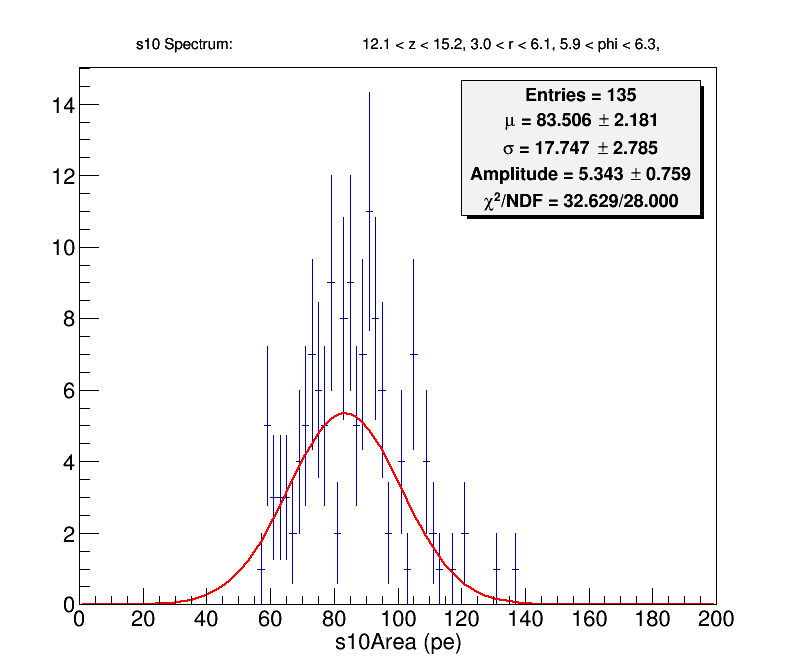 s10 Spectrum: 12.1 < z < 15.2, 3.0 < r < 6.1, 5.9 < phi < 6.3,
Entries = 135
μ = 83.506 ± 2.181
σ = 17.747 ± 2.785
Amplitude = 5.343 ± 0.759
χ²/NDF = 32.629/28.000
14
12
10
8
6
4
2
0
0 20 40 60 80 100 120 140 160 180 200
s10Area (pe)